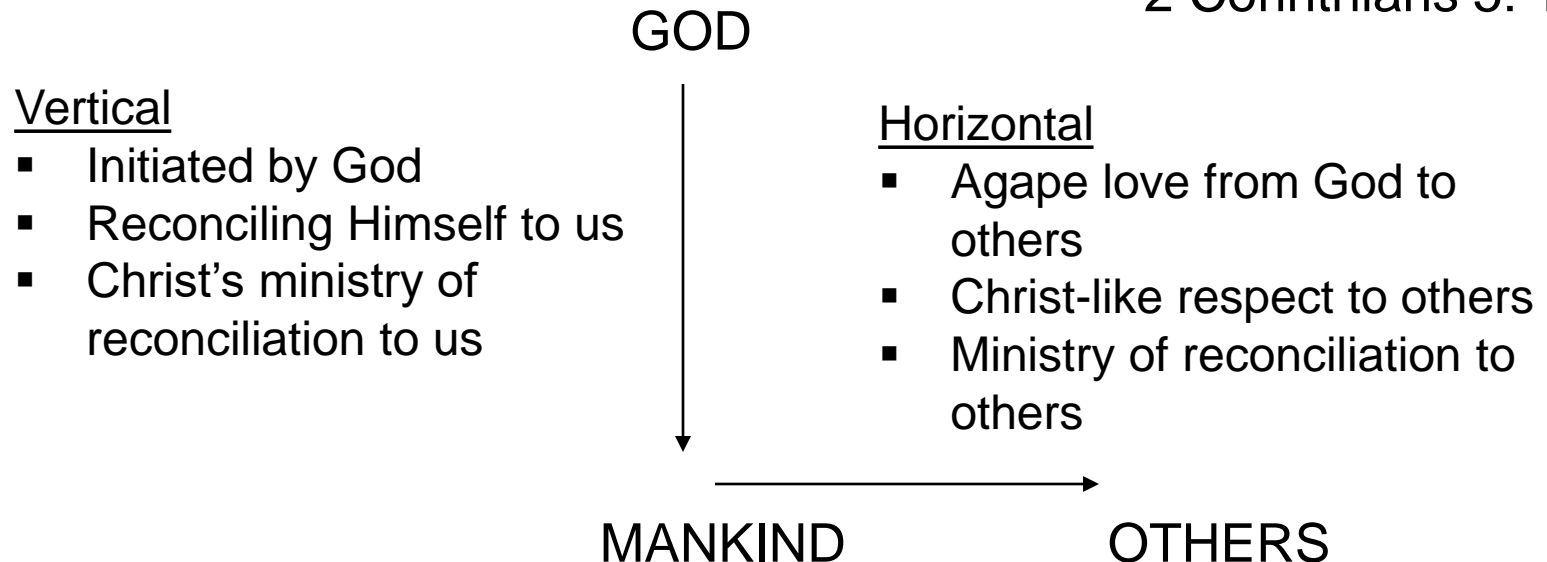 2 Corinthians 5:
GOD
Vertical
▪ Initiated by God
▪ Reconciling Himself to us
▪ Christ’s ministry of
reconciliation to us
Horizontal
▪ Agape love from God to
others
▪ Christ-like respect to others
▪ Ministry of reconciliation to
others
MANKIND
OTHERS